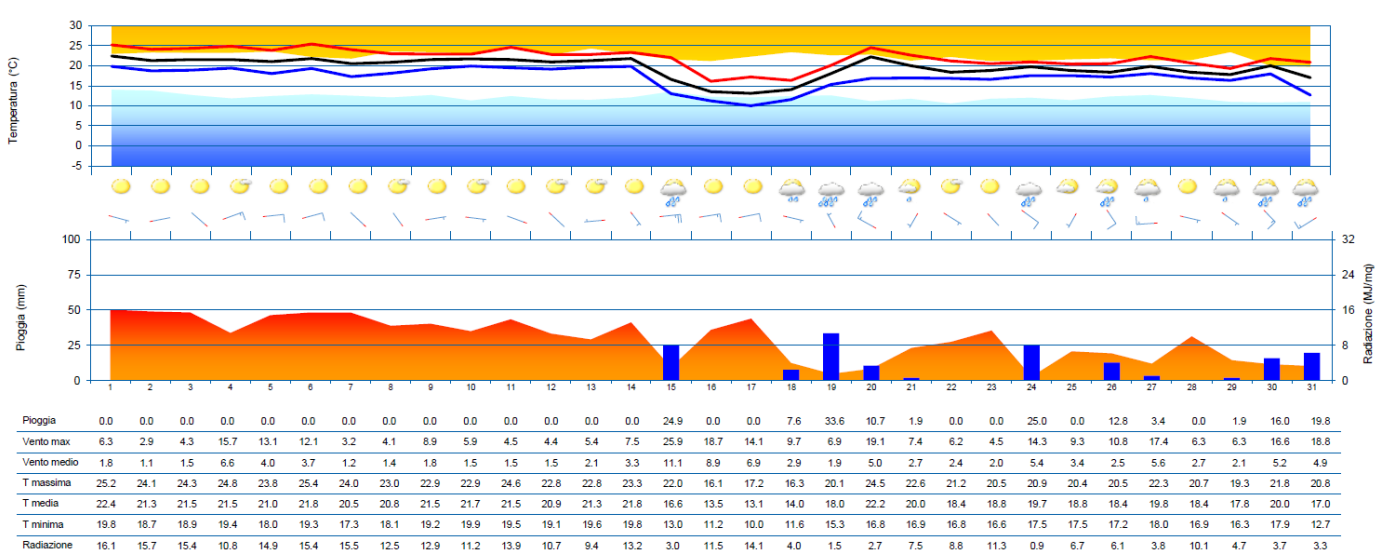 Temperatura (°C)
30
25
20
15
10
5
0
-5
Pioggia (mm)
100
75
50
25
0
Radiazione (MJ/mq)
32
24
16
8
0
1 2 3 4 5 6 7 8 9 10 11 12 13 14 15 16 17 18 19 20 21 22 23 24 25 26 27 28 29 30 31
Pioggia 0.0 0.0 0.0 0.0 0.0 0.0 0.0 0.0 0.0 0.0 0.0 0.0 0.0 0.0 24.9 0.0 0.0 7.6 33.6 10.7 1.9 0.0 0.0 25.0 0.0 12.8 3.4 0.0 1.9 16.0 19.8
Vento max 6.3 2.9 4.3 15.7 13.1 12.1 3.2 4.1 8.9 5.9 4.5 4.4 5.4 7.5 25.9 18.7 14.1 9.7 6.9 19.1 7.4 6.2 4.5 14.3 9.3 10.8 17.4 6.3 6.3 16.6 18.8
Vento medio 1.8 1.1 1.5 6.6 4.0 3.7 1.2 1.4 1.8 1.5 1.5 1.5 2.1 3.3 11.1 8.9 6.9 2.9 1.9 5.0 2.7 2.4 2.0 5.4 3.4 2.5 5.6 2.7 2.1 5.2 4.9
T massima 25.2 24.1 24.3 24.8 23.8 25.4 24.0 23.0 22.9 22.9 24.6 22.8 22.8 23.3 22.0 16.1 17.2 16.3 20.1 24.5 22.6 21.2 20.5 20.9 20.4 20.5 22.3 20.7 19.3 21.8 20.8
T media 22.4 21.3 21.5 21.5 21.0 21.8 20.5 20.8 21.5 21.7 21.5 20.9 21.3 21.8 16.6 13.5 13.1 14.0 18.0 22.2 20.0 18.4 18.8 19.7 18.8 18.4 19.8 18.4 17.8 20.0 17.0
T minima 19.8 18.7 18.9 19.4 18.0 19.3 17.3 18.1 19.2 19.9 19.5 19.1 19.6 19.8 13.0 11.2 10.0 11.6 15.3 16.8 16.9 16.8 16.6 17.5 17.5 17.2 18.0 16.9 16.3 17.9 12.7
Radiazione 16.1 15.7 15.4 10.8 14.9 15.4 15.5 12.5 12.9 11.2 13.9 10.7 9.4 13.2 3.0 11.5 14.1 4.0 1.5 2.7 7.5 8.8 11.3 2.1 6.7 6.1 3.8 10.1 4.7 3.7 3.3